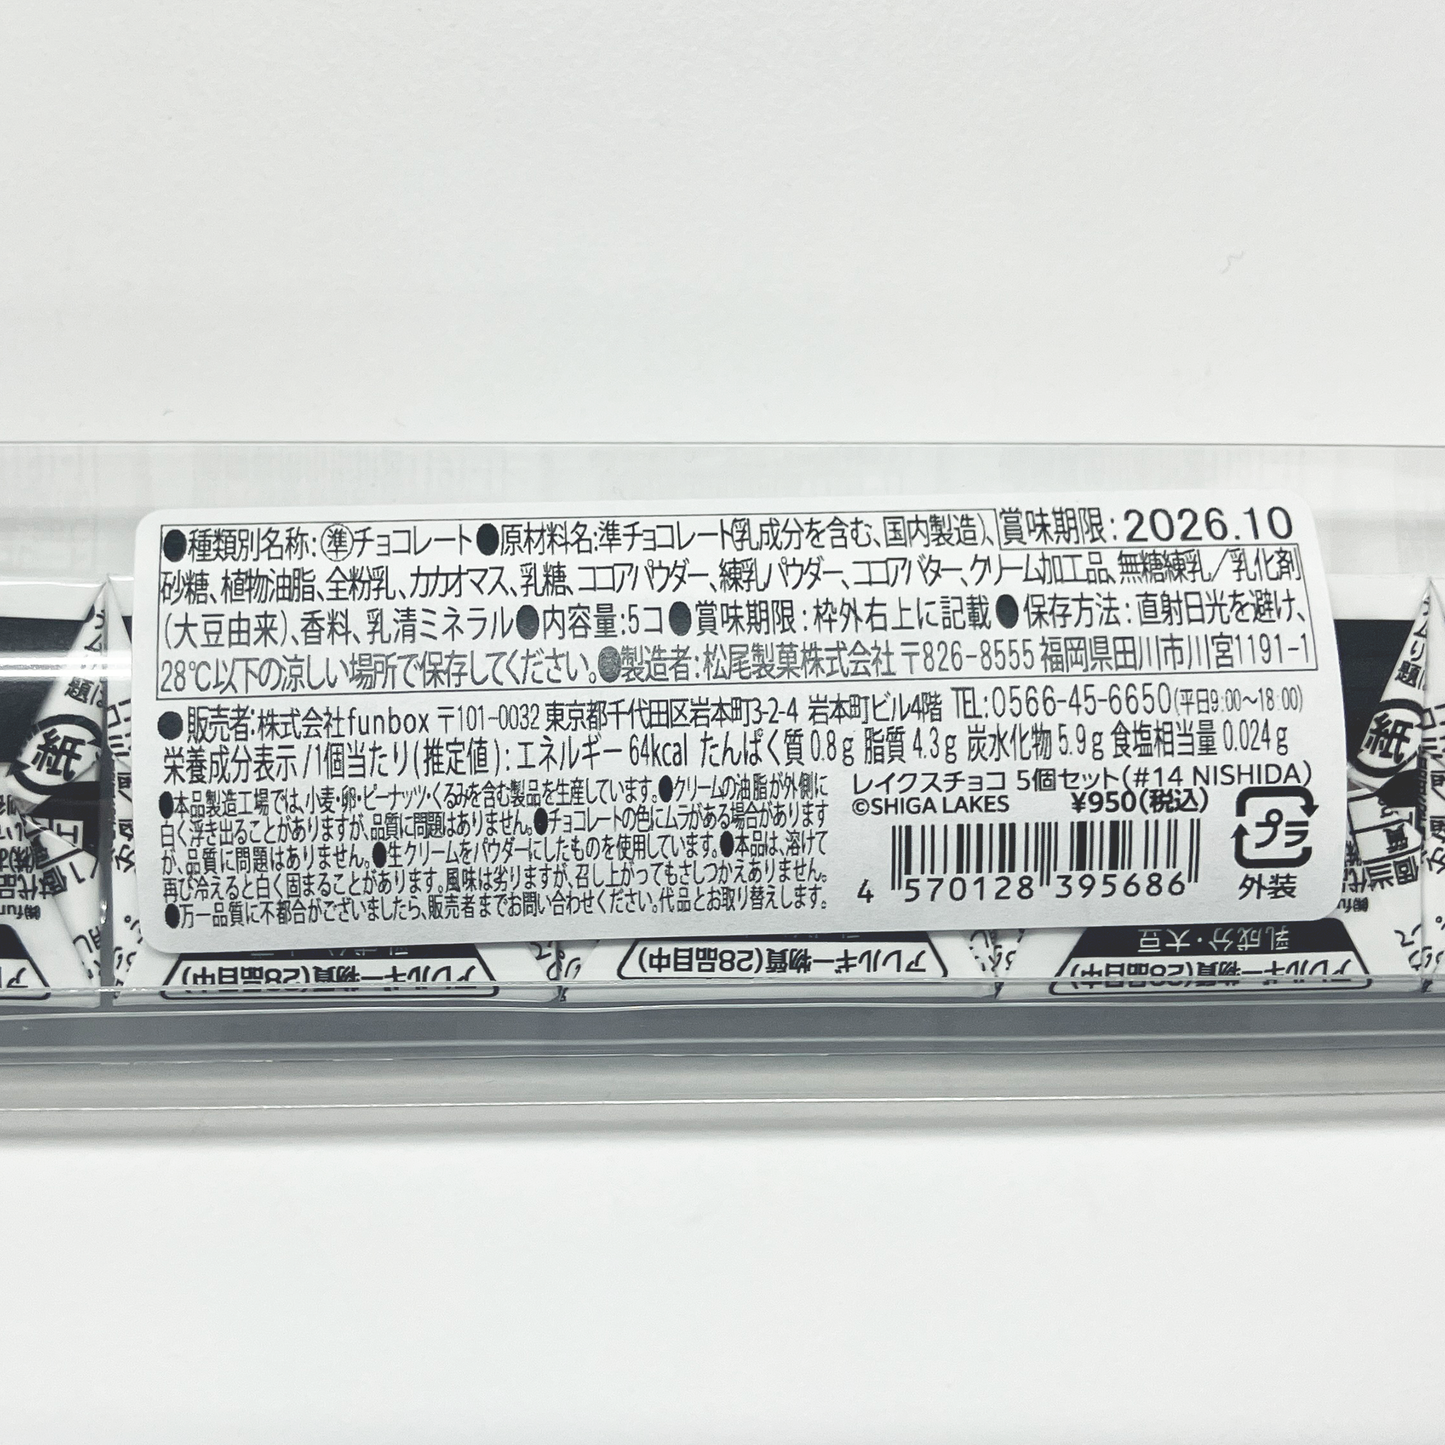 ●種類別名称:㊟チョコレート●原材料名:準チョコレート(乳成分を含む、国内製造)、
賞味期限:2026.10
砂糖、植物油脂、全粉乳、カカオマス、乳糖、ココアパウダー、練乳パウダー、ココアバター、クリーム加工品、無糖練乳/乳化剤
(大豆由来)、香料、乳清ミネラル●内容量:5コ●賞味期限:枠外右上に記載●保存方法:直射日光を避け、
28℃以下の涼しい場所で保存してください。●製造者:松尾製菓株式会社 〒826-8555 福岡県田川市川宮1191-1
●販売者:株式会社funbox 〒101-0032 東京都千代田区岩本町3-2-4 岩本町ビル4階 TEL:0566-45-6650(平日9:00〜18:00)
栄養成分表示/1個当たり(推定値):エネルギー 64kcal たんぱく質 0.8g 脂質 4.3g 炭水化物 5.9g 食塩相当量 0.024g
●本品製造工場では、小麦・卵・ピーナッツ・くるみを含む製品を生産しています。●クリームの油脂が外側に
白く浮き出ることがありますが、品質に問題はありません。●チョコレートの色にムラがある場合があります
が、品質に問題はありません。●生クリームをパウダーにしたものを使用しています。●本品は、溶けて
再び冷えると白く固まることがあります。風味は劣りますが、召し上がってもさしつかえありません。
●万一品質に不都合がございましたら、販売者までお問い合わせください。代品とお取り替えします。
レイクスチョコ 5個セット(#14 NISHIDA)
©SHIGA LAKES ¥950(税込)
4 570128 395686
プラ
外装
紙
紙
乳成分・大豆
アレルギー物質(28品目中)
アレルギー物質(28品目中)
アレルギー物質(28品目中)